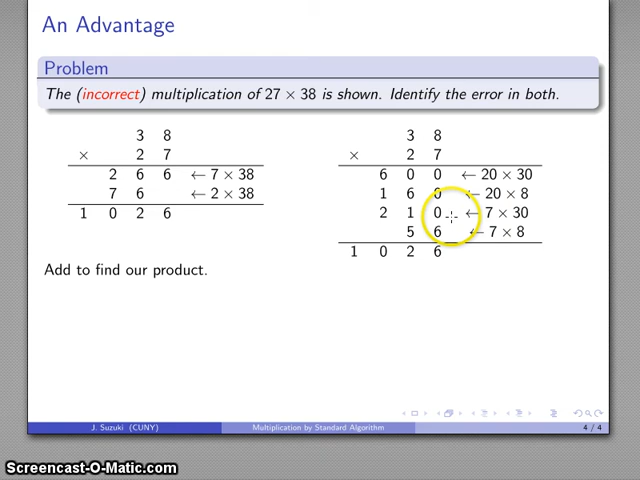 An Advantage
Problem
The (incorrect) multiplication of 27 × 38 is shown. Identify the error in both.
3 8
× 2 7
2 6 6 ← 7 × 38
7 6 ← 2 × 38
1 0 2 6
3 8
× 2 7
6 0 0 ← 20 × 30
1 6 0 ← 20 × 8
2 1 0 ← 7 × 30
5 6 ← 7 × 8
1 0 2 6
Add to find our product.
J. Suzuki (CUNY) Multiplication by Standard Algorithm 4 / 4
Screencast-O-Matic.com